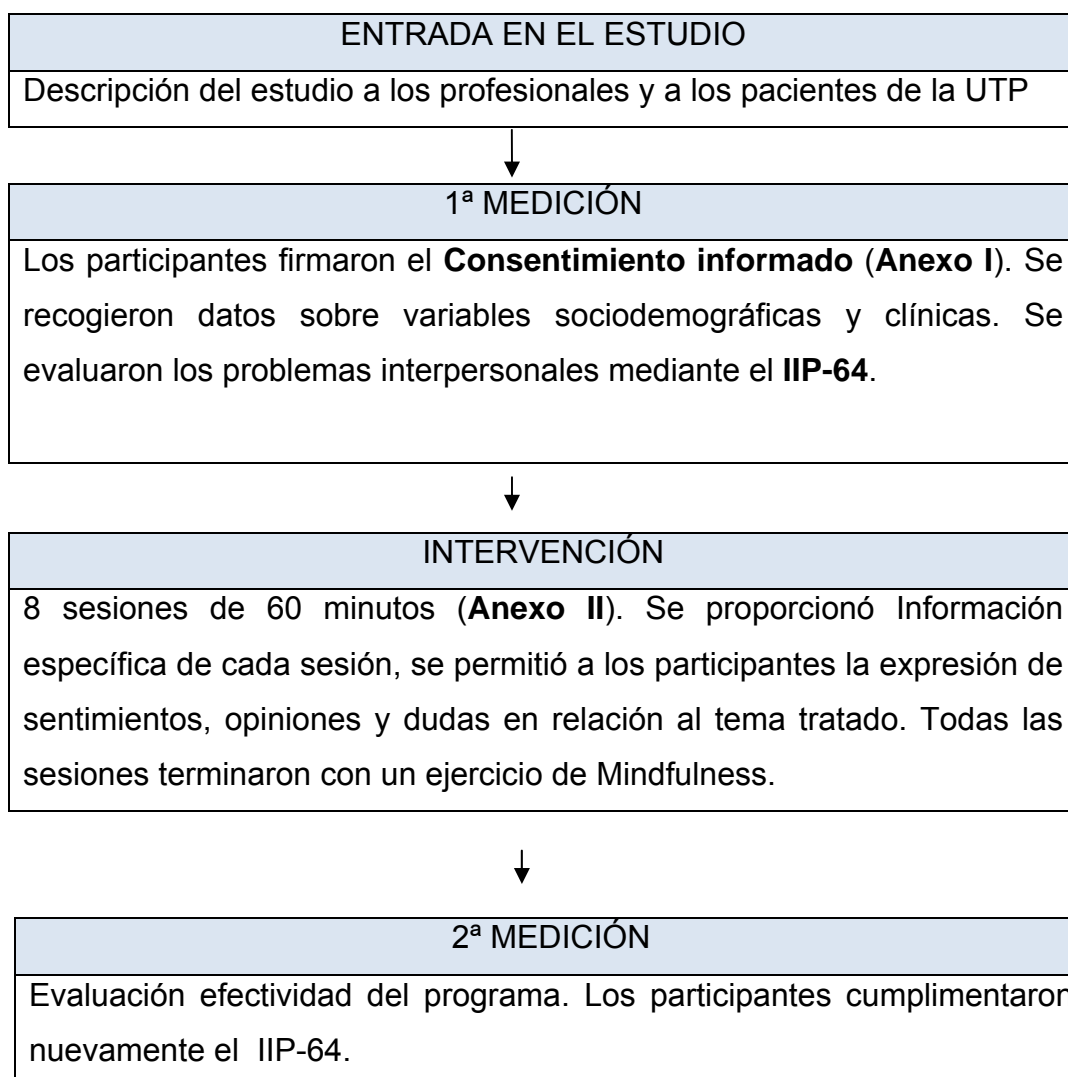 ENTRADA EN EL ESTUDIO
Descripción del estudio a los profesionales y a los pacientes de la UTP
1ª MEDICIÓN
Los participantes firmaron el Consentimiento informado (Anexo I). Se
recogieron datos sobre variables sociodemográficas y clínicas. Se
evaluaron los problemas interpersonales mediante el IIP-64.
INTERVENCIÓN
8 sesiones de 60 minutos (Anexo II). Se proporcionó Información
específica de cada sesión, se permitió a los participantes la expresión de
sentimientos, opiniones y dudas en relación al tema tratado. Todas las
sesiones terminaron con un ejercicio de Mindfulness.
2ª MEDICIÓN
Evaluación efectividad del programa. Los participantes cumplimentaron
nuevamente el IIP-64.